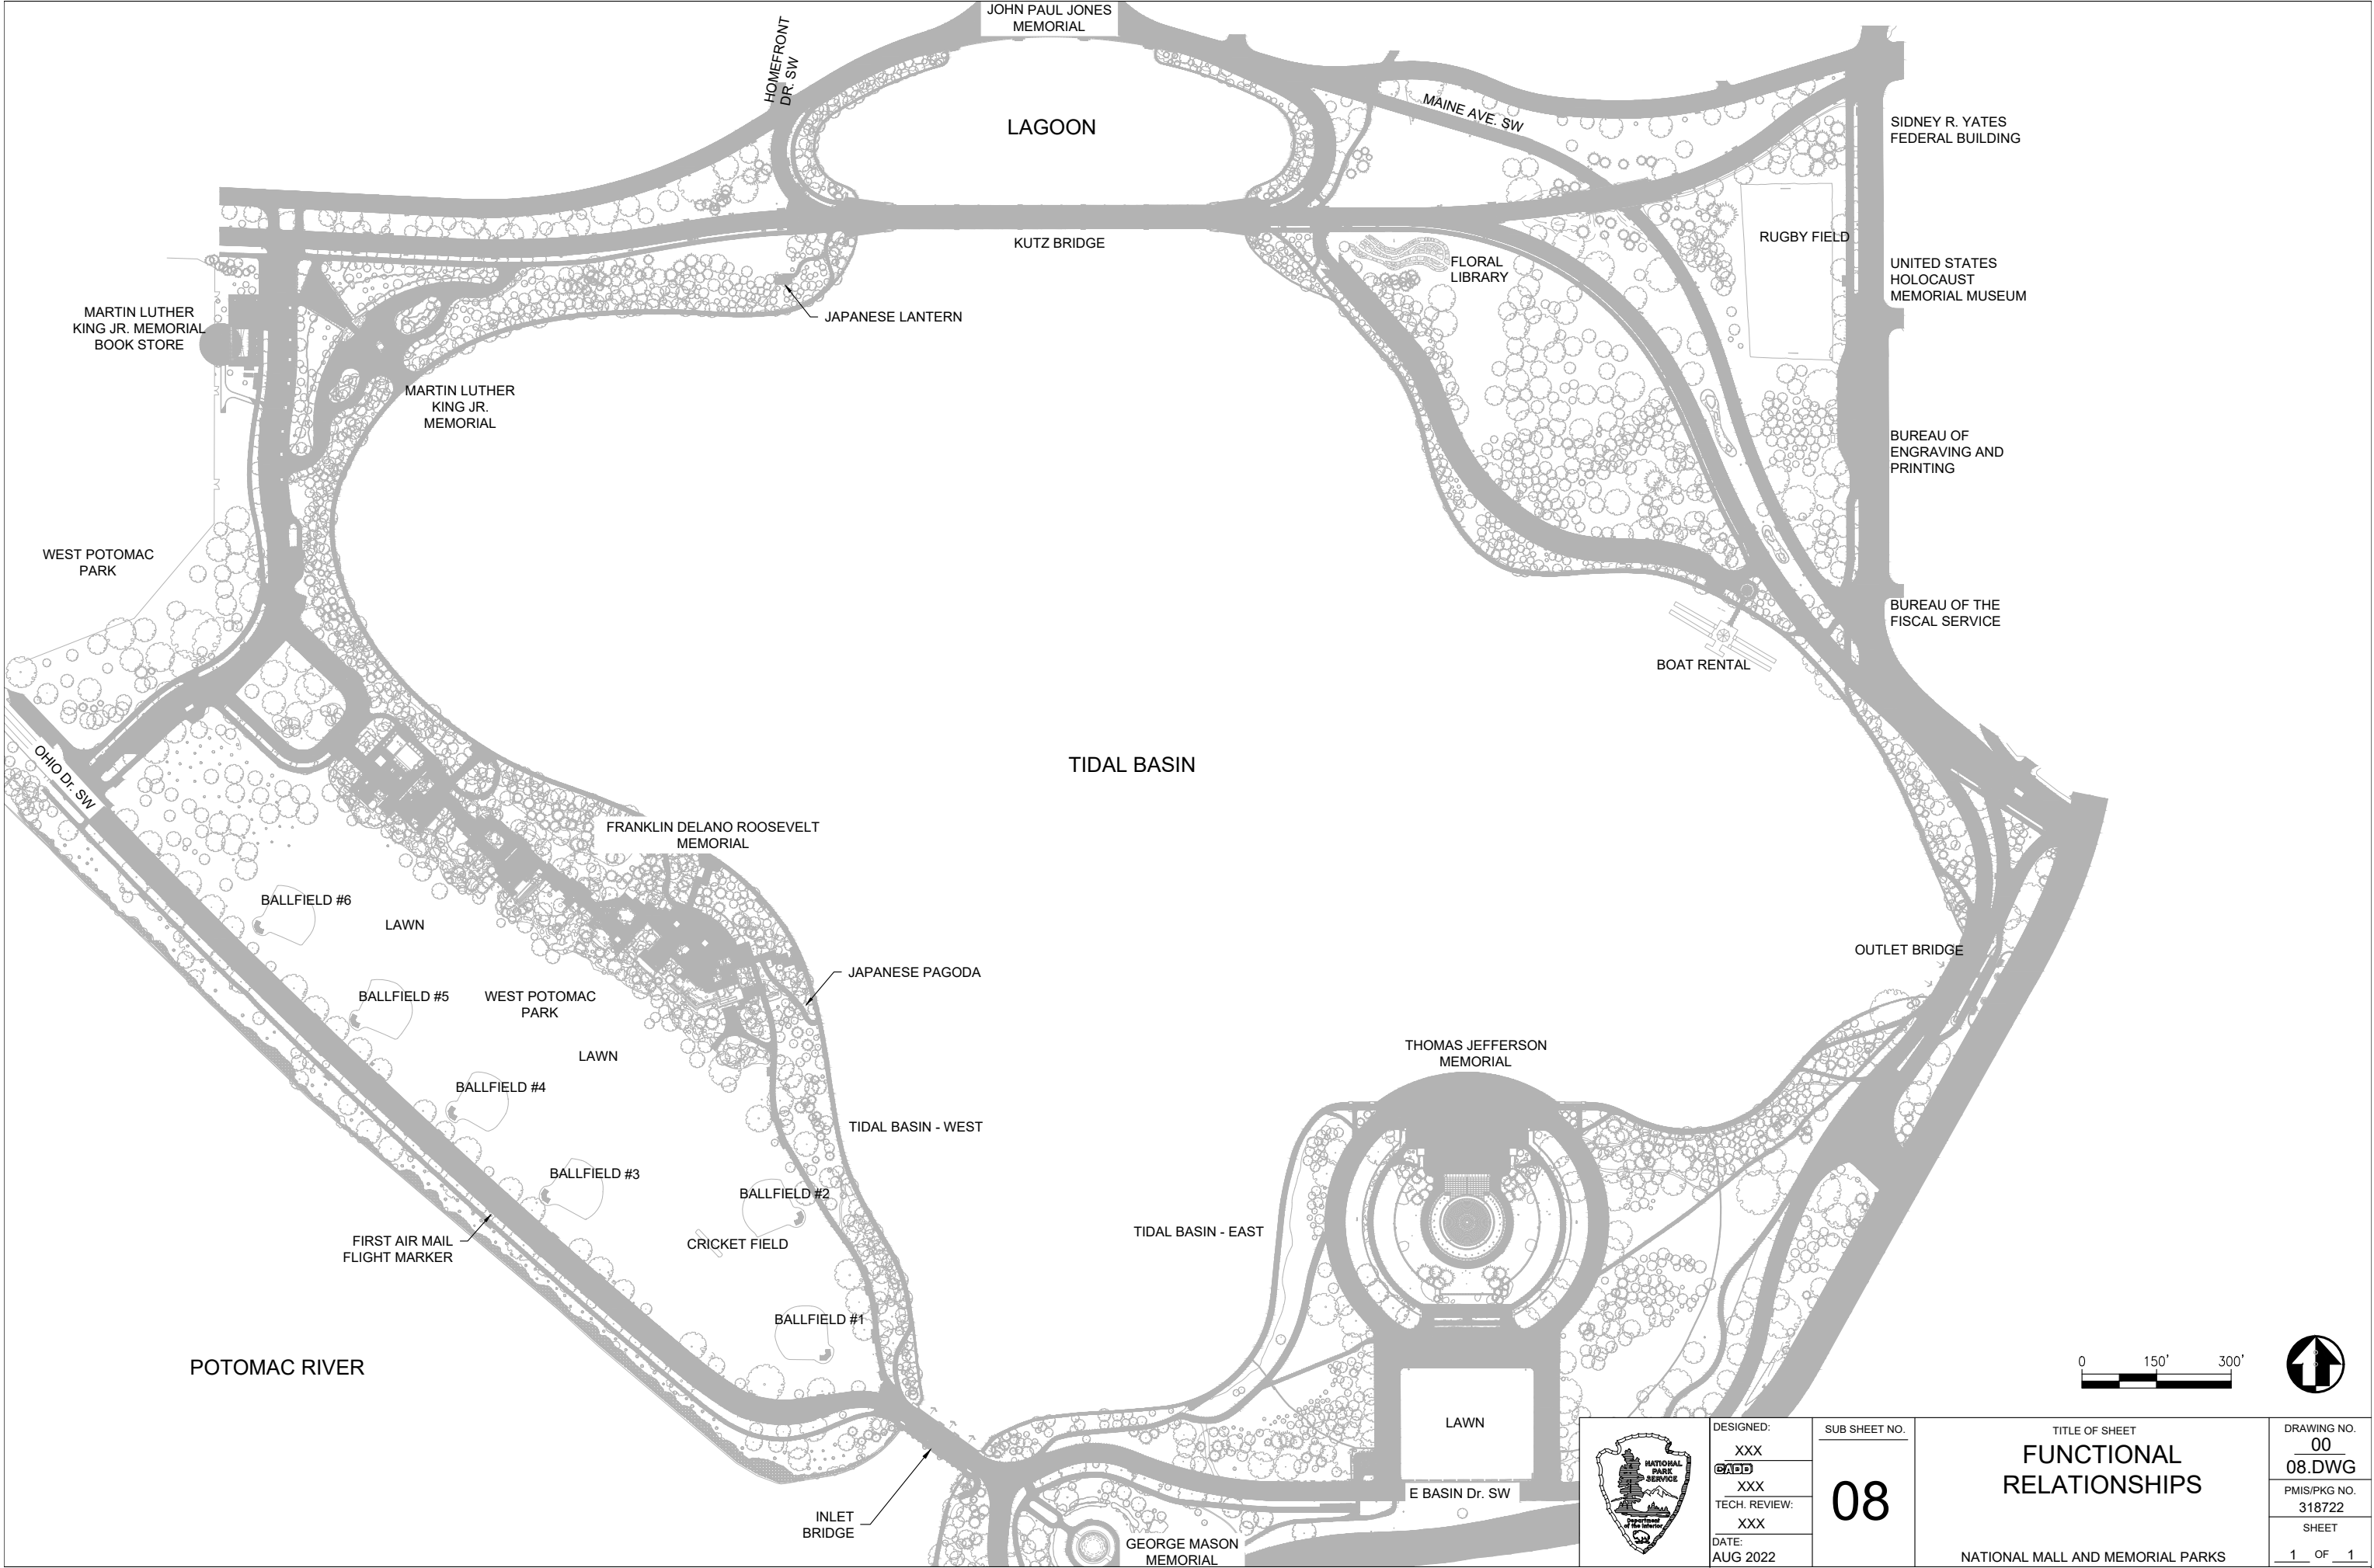 JOHN PAUL JONES
MEMORIAL
HOMEFRONT
DR. SW
LAGOON
MAINE AVE. SW
SIDNEY R. YATES
FEDERAL BUILDING
KUTZ BRIDGE
RUGBY FIELD
FLORAL
LIBRARY
UNITED STATES
HOLOCAUST
MEMORIAL MUSEUM
MARTIN LUTHER
KING JR. MEMORIAL
BOOK STORE
JAPANESE LANTERN
MARTIN LUTHER
KING JR.
MEMORIAL
BUREAU OF
ENGRAVING AND
PRINTING
WEST POTOMAC
PARK
BUREAU OF THE
FISCAL SERVICE
BOAT RENTAL
OHIO Dr. SW
TIDAL BASIN
FRANKLIN DELANO ROOSEVELT
MEMORIAL
BALLFIELD #6
LAWN
OUTLET BRIDGE
JAPANESE PAGODA
BALLFIELD #5
WEST POTOMAC
PARK
LAWN
THOMAS JEFFERSON
MEMORIAL
BALLFIELD #4
TIDAL BASIN - WEST
BALLFIELD #3
BALLFIELD #2
TIDAL BASIN - EAST
FIRST AIR MAIL
FLIGHT MARKER
CRICKET FIELD
BALLFIELD #1
POTOMAC RIVER
0 150' 300'
LAWN
E BASIN Dr. SW
INLET
BRIDGE
GEORGE MASON
MEMORIAL
NATIONAL
PARK
SERVICE
Department
of the Interior
DESIGNED:
XXX
CADD
XXX
TECH. REVIEW:
XXX
DATE:
AUG 2022
SUB SHEET NO.
08
TITLE OF SHEET
FUNCTIONAL
RELATIONSHIPS
NATIONAL MALL AND MEMORIAL PARKS
DRAWING NO.
00
08.DWG
PMIS/PKG NO.
318722
SHEET
1 OF 1